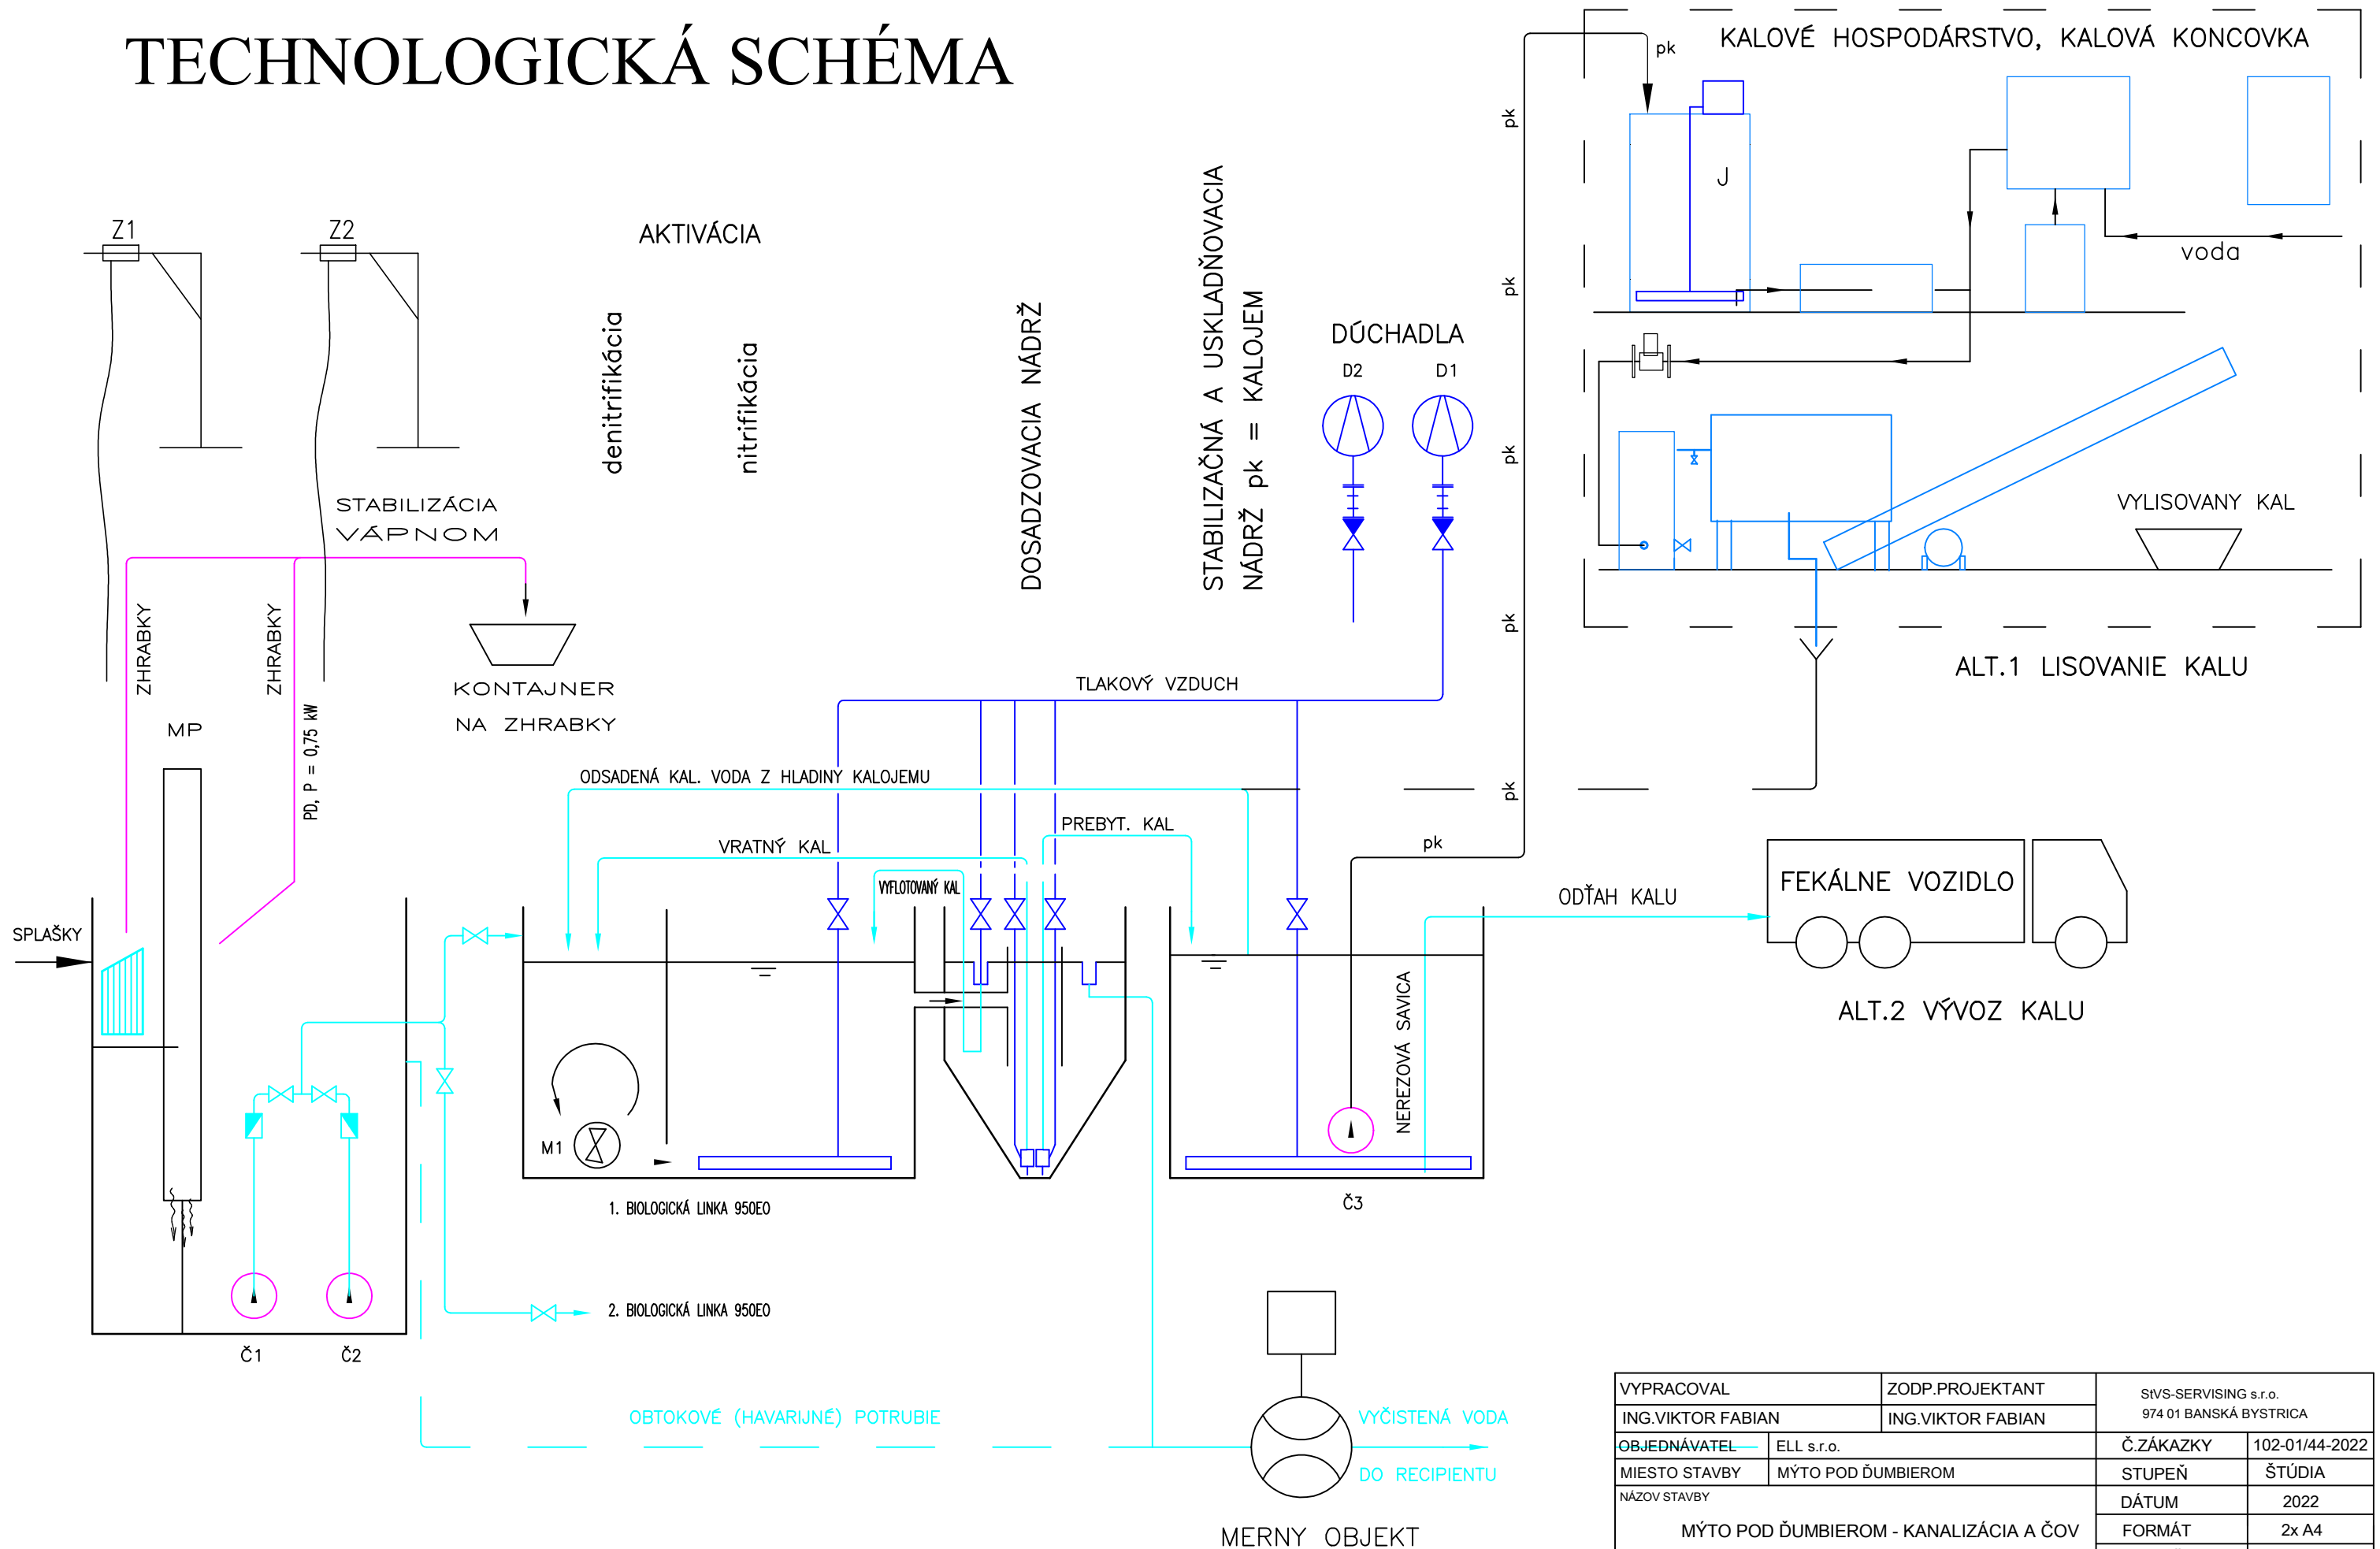 TECHNOLOGICKÁ SCHÉMA
KALOVÉ HOSPODÁRSTVO, KALOVÁ KONCOVKA
pk
pk
J
voda
Z1
Z2
AKTIVÁCIA
denitrifikácia
nitrifikácia
DOSADZOVACIA NÁDRŽ
STABILIZAČNÁ A USKLADŇOVACIA
NÁDRŽ pk = KALOJEM
DÚCHADLA
D2
D1
pk
pk
pk
pk
STABILIZÁCIA
VÁPNOM
VYLISOVANY KAL
ZHRABKY
ZHRABKY
PD, P = 0,75 kW
MP
KONTAJNER
NA ZHRABKY
TLAKOVÝ VZDUCH
ALT.1 LISOVANIE KALU
ODSADENÁ KAL. VODA Z HLADINY KALOJEMU
PREBYT. KAL
VRATNÝ KAL
pk
VYFLOTOVANÝ KAL
FEKÁLNE VOZIDLO
ODŤAH KALU
SPLAŠKY
ALT.2 VÝVOZ KALU
NEREZOVÁ SAVICA
M1
1. BIOLOGICKÁ LINKA 950EO
Č3
2. BIOLOGICKÁ LINKA 950EO
Č1
Č2
OBTOKOVÉ (HAVARIJNÉ) POTRUBIE
VYČISTENÁ VODA
DO RECIPIENTU
MERNY OBJEKT
VYPRACOVAL
ZODP.PROJEKTANT
StVS-SERVISING s.r.o.
974 01 BANSKÁ BYSTRICA
ING.VIKTOR FABIAN
ING.VIKTOR FABIAN
OBJEDNÁVATEL
ELL s.r.o.
Č.ZÁKAZKY
102-01/44-2022
MIESTO STAVBY
MÝTO POD ĎUMBIEROM
STUPEŇ
ŠTÚDIA
NÁZOV STAVBY
DÁTUM
2022
MÝTO POD ĎUMBIEROM - KANALIZÁCIA A ČOV
FORMÁT
2x A4